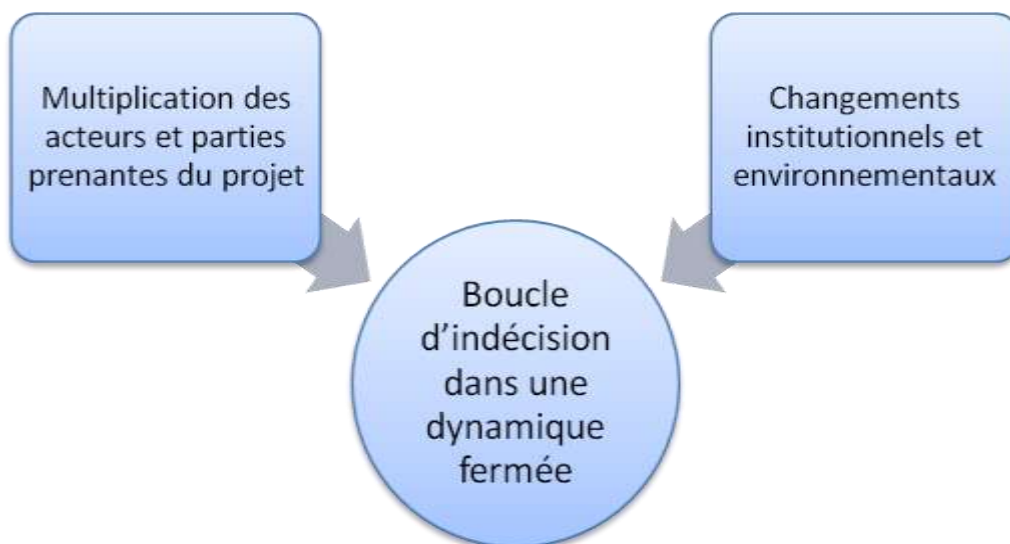 Multiplication des
acteurs et parties
prenantes du projet
Changements
institutionnels et
environnementaux
Boucle
d'indécision
dans une
dynamique
fermée